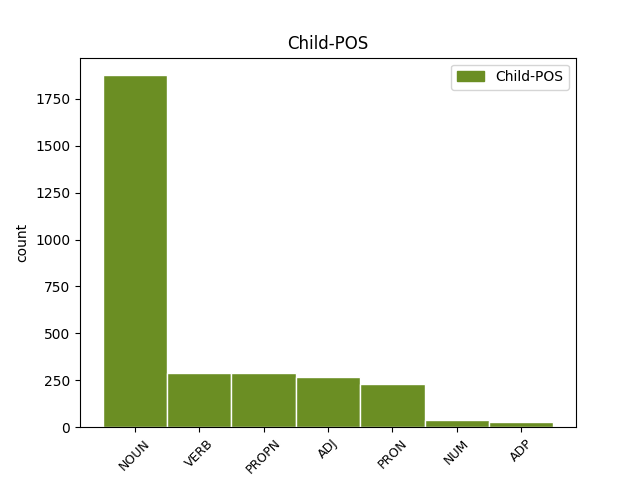 Child-POS
Child-POS
1750
1500
1250
1000
750
500
250
0
count
NOUN
VERB
PROPN
ADJ
PRON
NUM
ADP